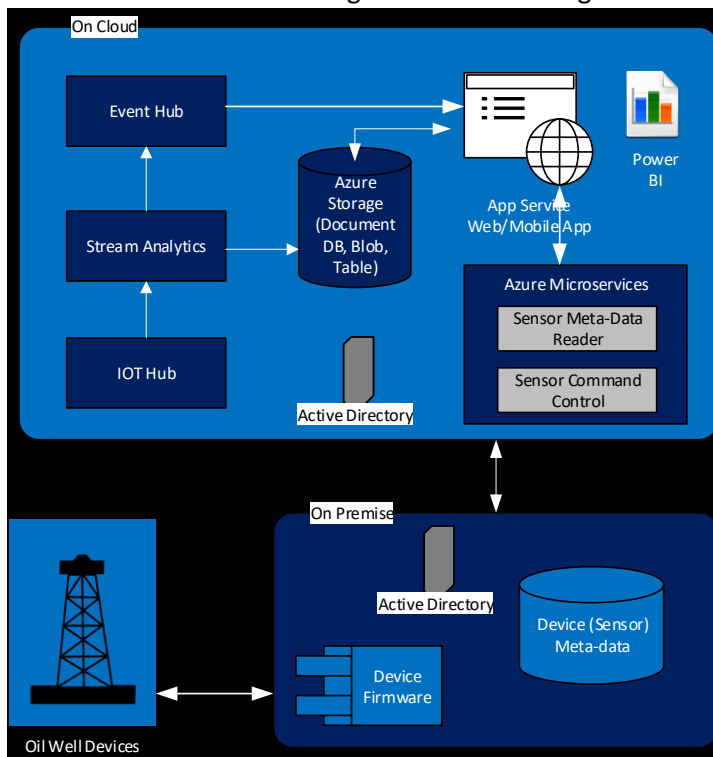 On Cloud
Event Hub
Stream Analytics
IOT Hub
Azure
Storage
(Document
DB, Blob,
Table)
Active Directory
App Service
Web/Mobile App
Power
BI
Azure Microservices
Sensor Meta-Data
Reader
Sensor Command
Control
On Premise
Active Directory
Device (Sensor)
Meta-data
Device
Firmware
Oil Well Devices